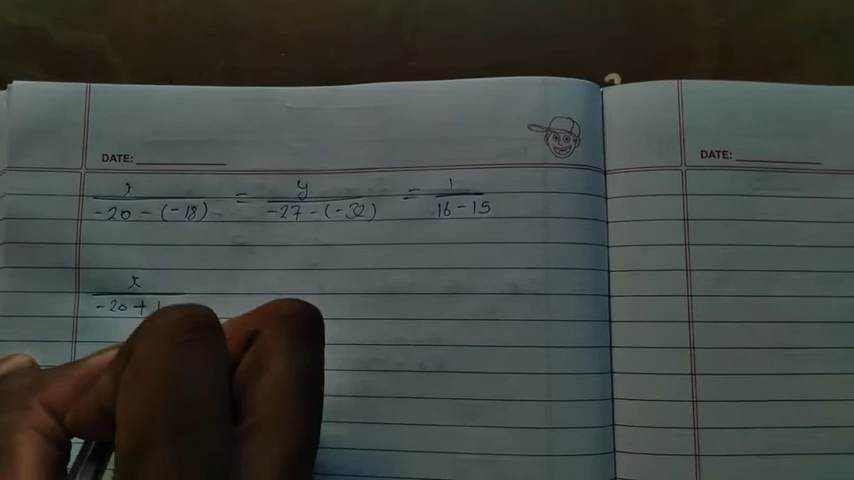 DATE:
DATE:
x/(-20 - (-18)) = y/(-27 - (-32)) = 1/(16 - 15)
x/(-20 + 1